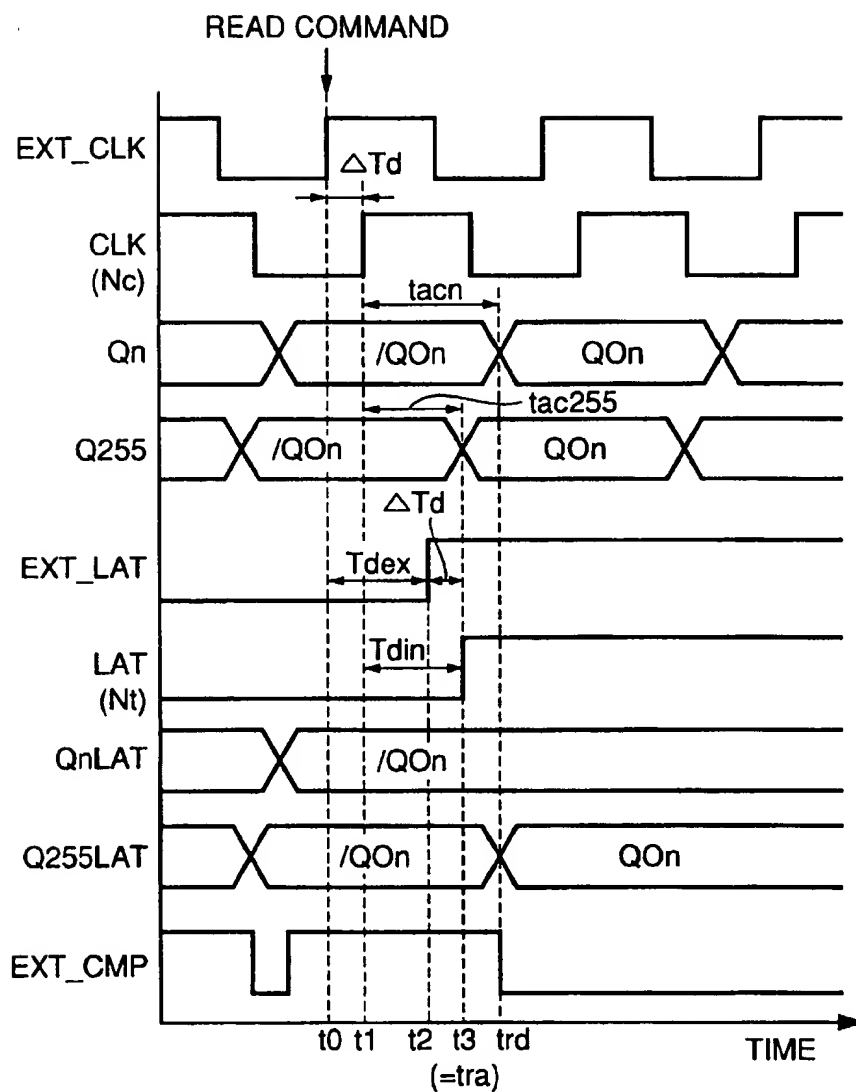 READ COMMAND
EXT_CLK
△Td
CLK
(Nc)
tacn
Qn
/QOn
QOn
tac255
Q255
/QOn
QOn
△Td
EXT_LAT
Tdex
LAT
(Nt)
Tdin
QnLAT
/QOn
Q255LAT
/QOn
QOn
EXT_CMP
t0 t1 t2 t3 trd
TIME
(=tra)